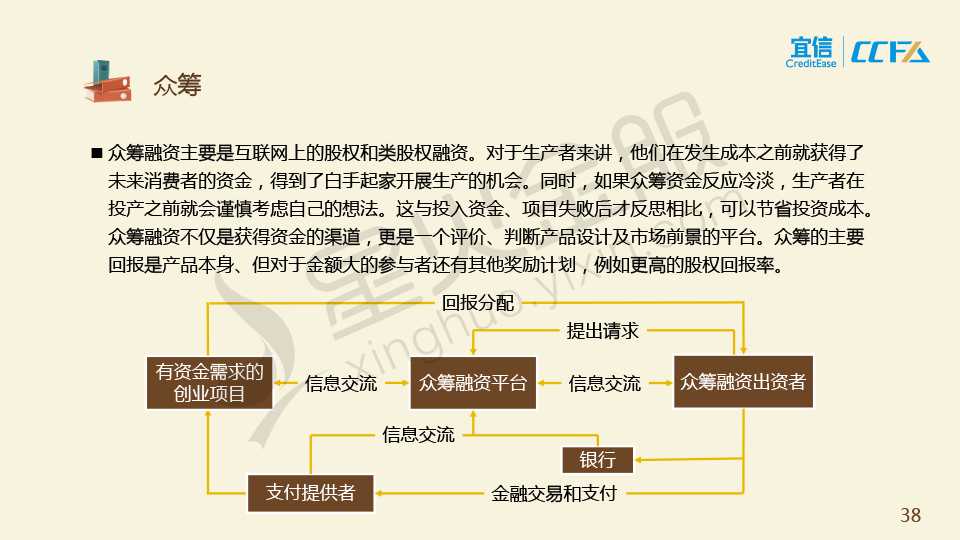 宜信
CreditEase
CCFA
众筹
■ 众筹融资主要是互联网上的股权和类股权融资。对于生产者来讲，他们在发生成本之前就获得了
未来消费者的资金，得到了白手起家开展生产的机会。同时，如果众筹资金反应冷淡，生产者在
投产之前就会谨慎考虑自己的想法。这与投入资金、项目失败后才反思相比，可以节省投资成本。
众筹融资不仅是获得资金的渠道，更是一个评价、判断产品设计及市场前景的平台。众筹的主要
回报是产品本身、但对于金额大的参与者还有其他奖励计划，例如更高的股权回报率。
回报分配
提出请求
有资金需求的
创业项目
信息交流
众筹融资平台
信息交流
众筹融资出资者
信息交流
银行
支付提供者
金融交易和支付
星火金服
xinghuo.yixin.com
38